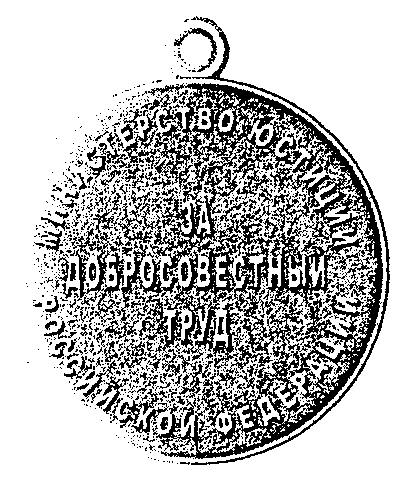 МИНИСТЕРСТВО ЮСТИЦИИ
ЗА
ДОБРОСОВЕСТНЫЙ
ТРУД
РОССИЙСКОЙ ФЕДЕРАЦИИ